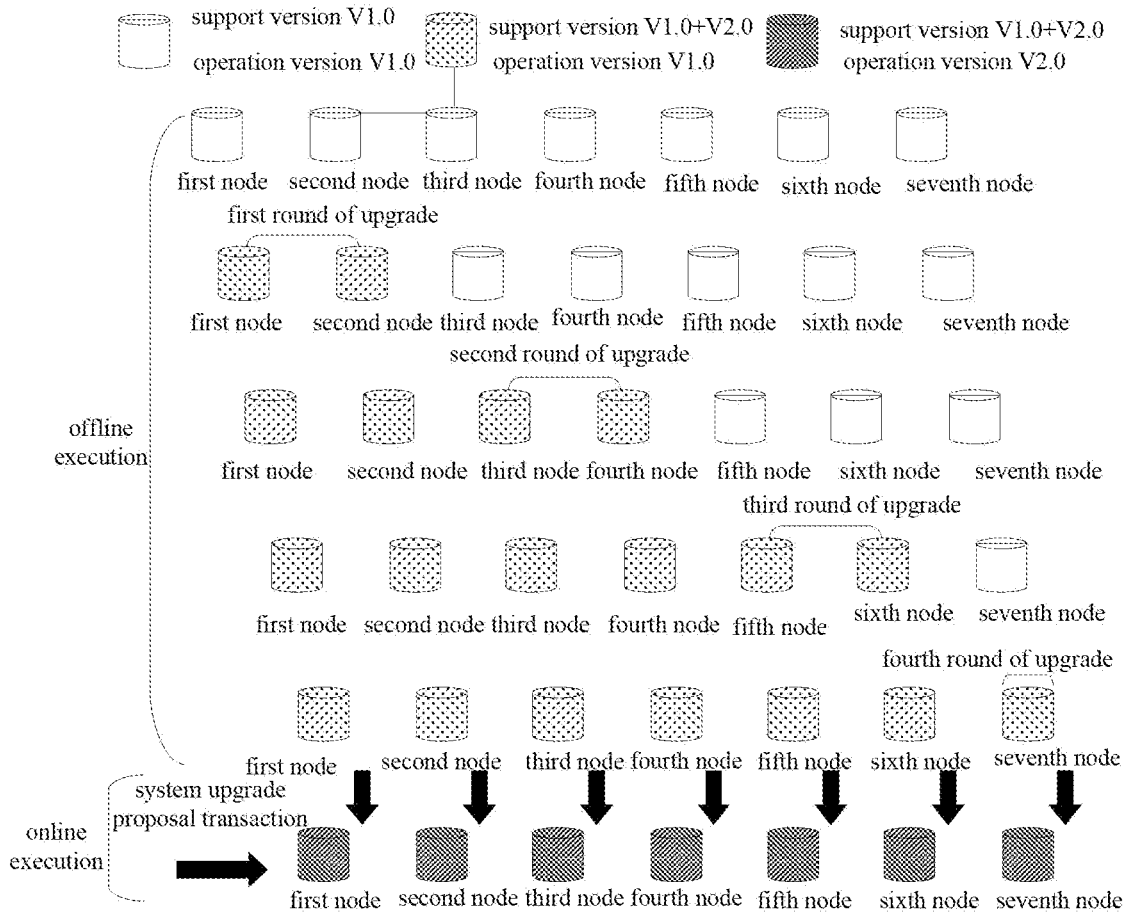 support version V1.0
operation version V1.0
support version V1.0+V2.0
operation version V1.0
support version V1.0+V2.0
operation version V2.0
first node second node third node fourth node fifth node sixth node seventh node
first round of upgrade
first node second node third node fourth node fifth node sixth node seventh node
second round of upgrade
offline
execution
first node second node third node fourth node fifth node sixth node seventh node
third round of upgrade
first node second node third node fourth node fifth node sixth node seventh node
fourth round of upgrade
first node second node third node fourth node fifth node sixth node seventh node
system upgrade
proposal transaction
online
execution
first node second node third node fourth node fifth node sixth node seventh node